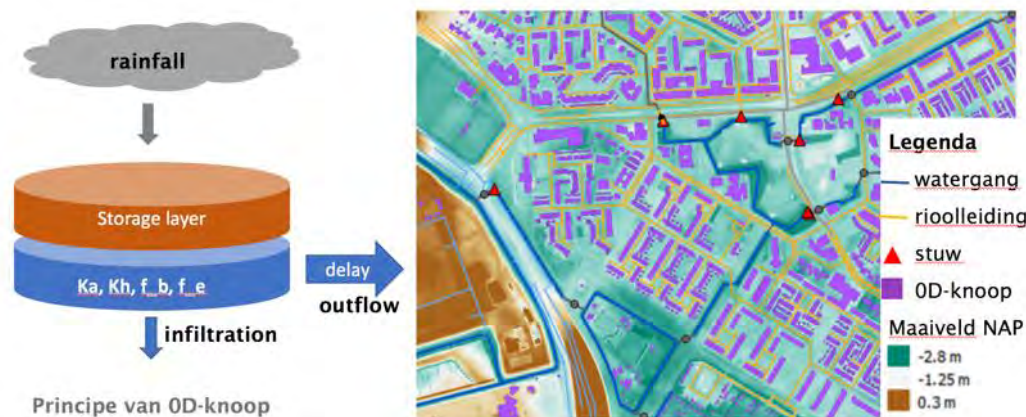 rainfall
Storage layer
Ka, Kh, f_b, f_e
delay
outflow
infiltration
Principe van 0D-knoop
Legenda
watergang
rioolleiding
stuw
0D-knoop
Maaiveld NAP
-2.8 m
-1.25 m
0.3 m